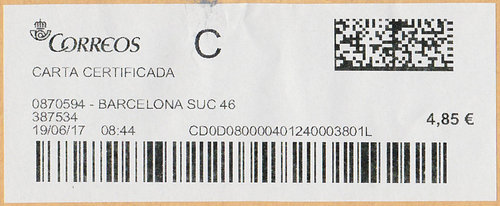 CORREOS
C
CARTA CERTIFICADA
0870594 - BARCELONA SUC 46
387534
4,85 €
19/06/17 08:44 CD0D080000401240003801L